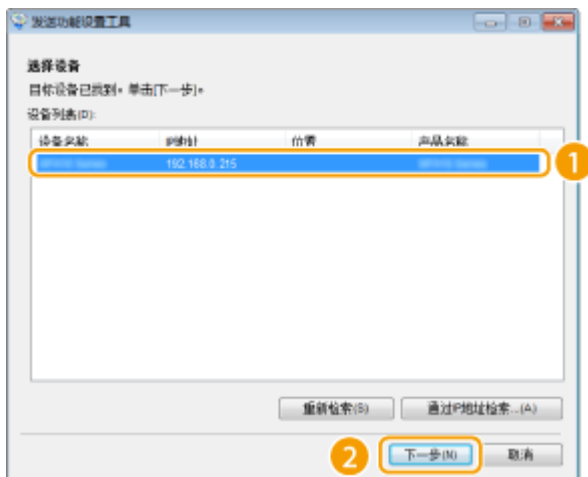 发送功能设置工具
选择设备
目标设备已找到。单击[下一步]。
设备列表(D):
设备名称 IP地址 位置 产品名称
192.168.0.215
1
重新检索(S) 通过IP地址检索...(A)
2 下一步(N) 取消